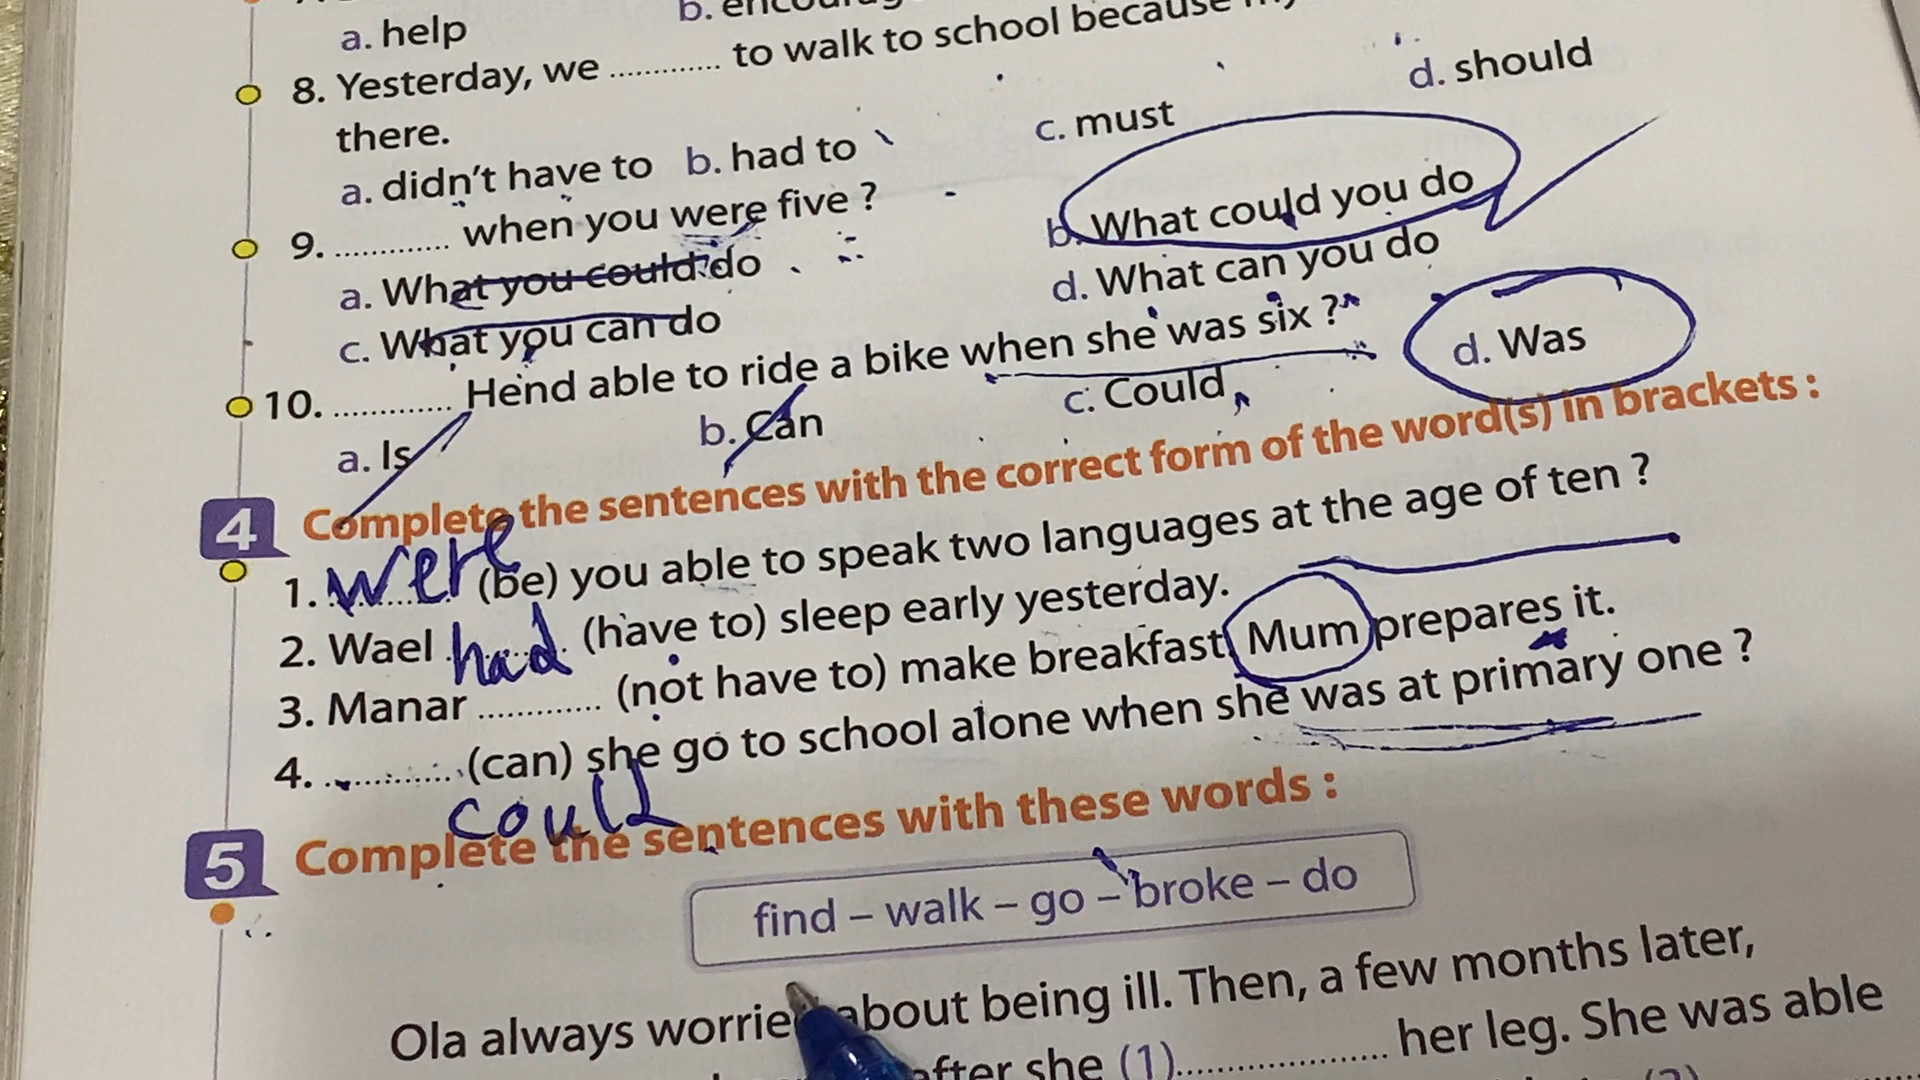 a. help
b.
8. Yesterday, we ............ to walk to school because
there.
a. didn't have to b. had to c. must d. should
9. ............ when you were five ?
a. What you could do b. What could you do
c. What you can do d. What can you do
10. ............ Hend able to ride a bike when she was six ?
a. Is b. Can c. Could d. Was
4 Complete the sentences with the correct form of the word(s) in brackets :
1. were (be) you able to speak two languages at the age of ten ?
2. Wael had (have to) sleep early yesterday.
3. Manar ............ (not have to) make breakfast. Mum prepares it.
4. ............ (can) she go to school alone when she was at primary one ?
could
5 Complete the sentences with these words :
find – walk – go – broke – do
Ola always about being ill. Then, a few months later,
after she (1)................ her leg. She was able